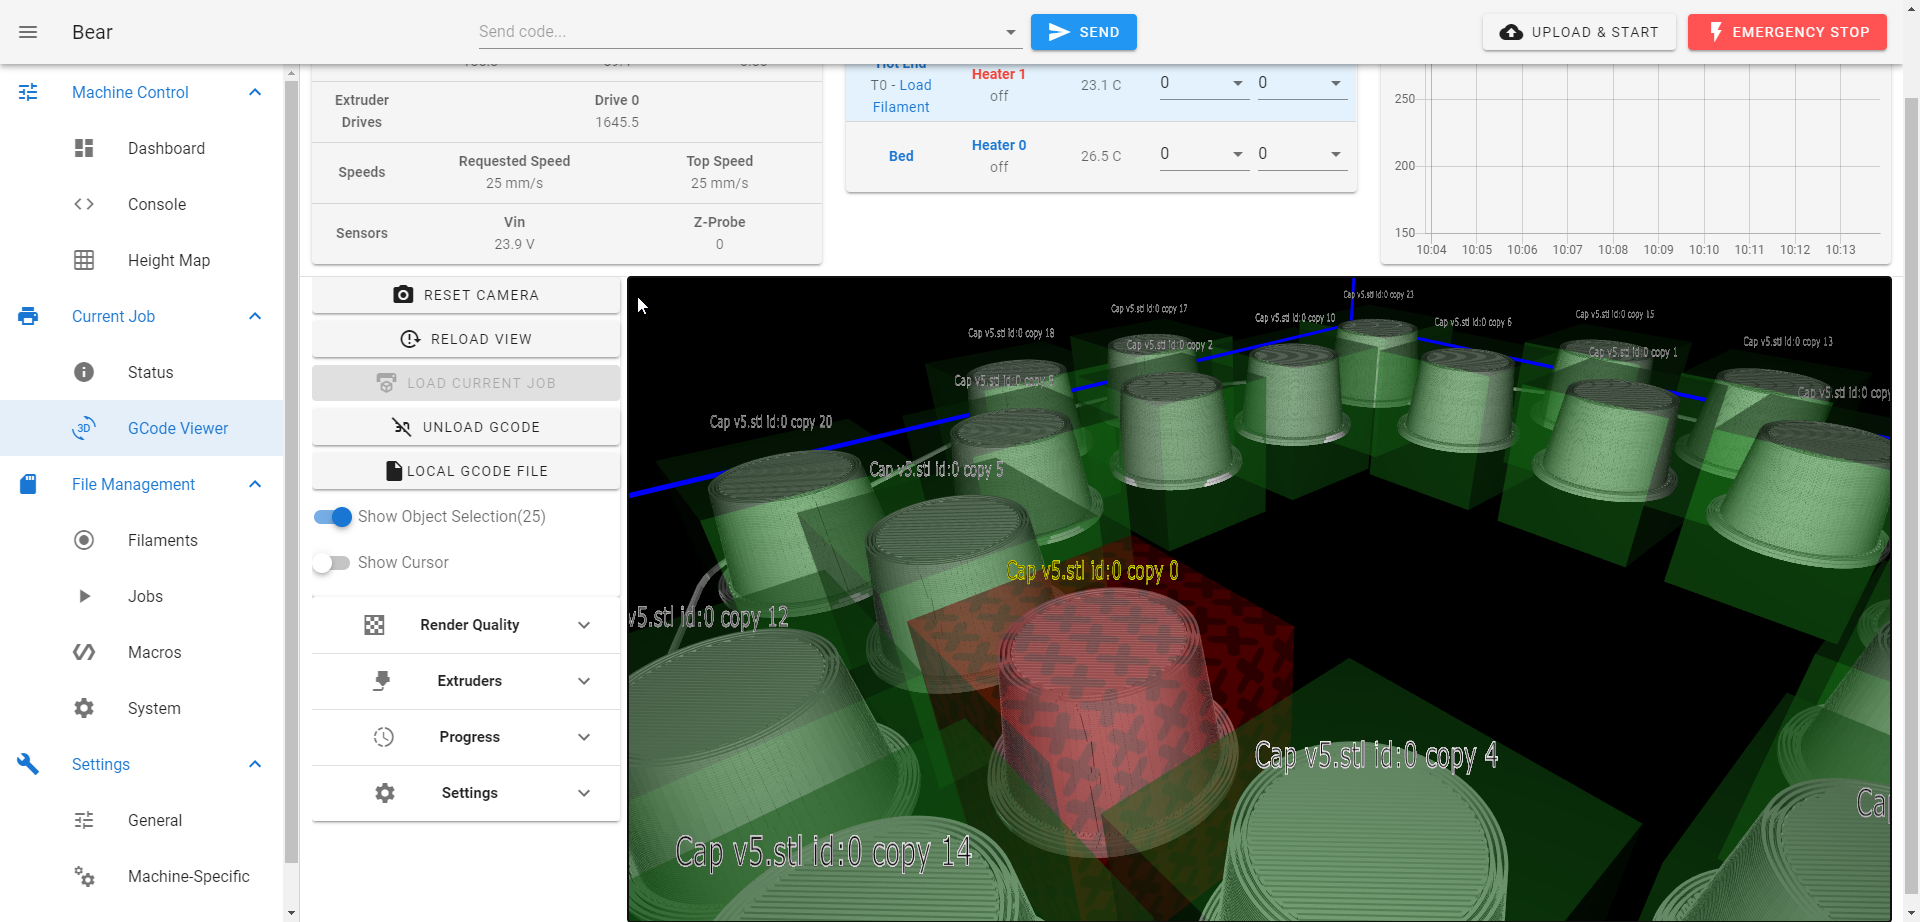 Bear
Send code...
SEND
UPLOAD & START
EMERGENCY STOP
Machine Control
Dashboard
Console
Height Map
Current Job
Status
3D
GCode Viewer
File Management
Filaments
Jobs
Macros
System
Settings
General
Machine-Specific
Extruder
Drives
Drive 0
1645.5
Speeds
Requested Speed
25 mm/s
Top Speed
25 mm/s
Sensors
Vin
23.9 V
Z-Probe
0
Hot End
T0 - Load
Filament
Heater 1
off
23.1 C
0
0
Bed
Heater 0
off
26.5 C
0
0
250
200
150
10:04 10:05 10:06 10:07 10:08 10:09 10:10 10:11 10:12 10:13
RESET CAMERA
RELOAD VIEW
LOAD CURRENT JOB
UNLOAD GCODE
LOCAL GCODE FILE
Show Object Selection(25)
Show Cursor
Render Quality
Extruders
Progress
Settings
Cap v5.stl id:0 copy 23
Cap v5.stl id:0 copy 17
Cap v5.stl id:0 copy 10
Cap v5.stl id:0 copy 6
Cap v5.stl id:0 copy 15
Cap v5.stl id:0 copy 18
Cap v5.stl id:0 copy 2
Cap v5.stl id:0 copy 1
Cap v5.stl id:0 copy 13
Cap v5.stl id:0 copy
Cap v5.stl id:0 copy
Cap v5.stl id:0 copy 20
Cap v5.stl id:0 copy 5
Cap v5.stl id:0 copy 0
v5.stl id:0 copy 12
Cap v5.stl id:0 copy 4
Cap v5.stl id:0 copy 14